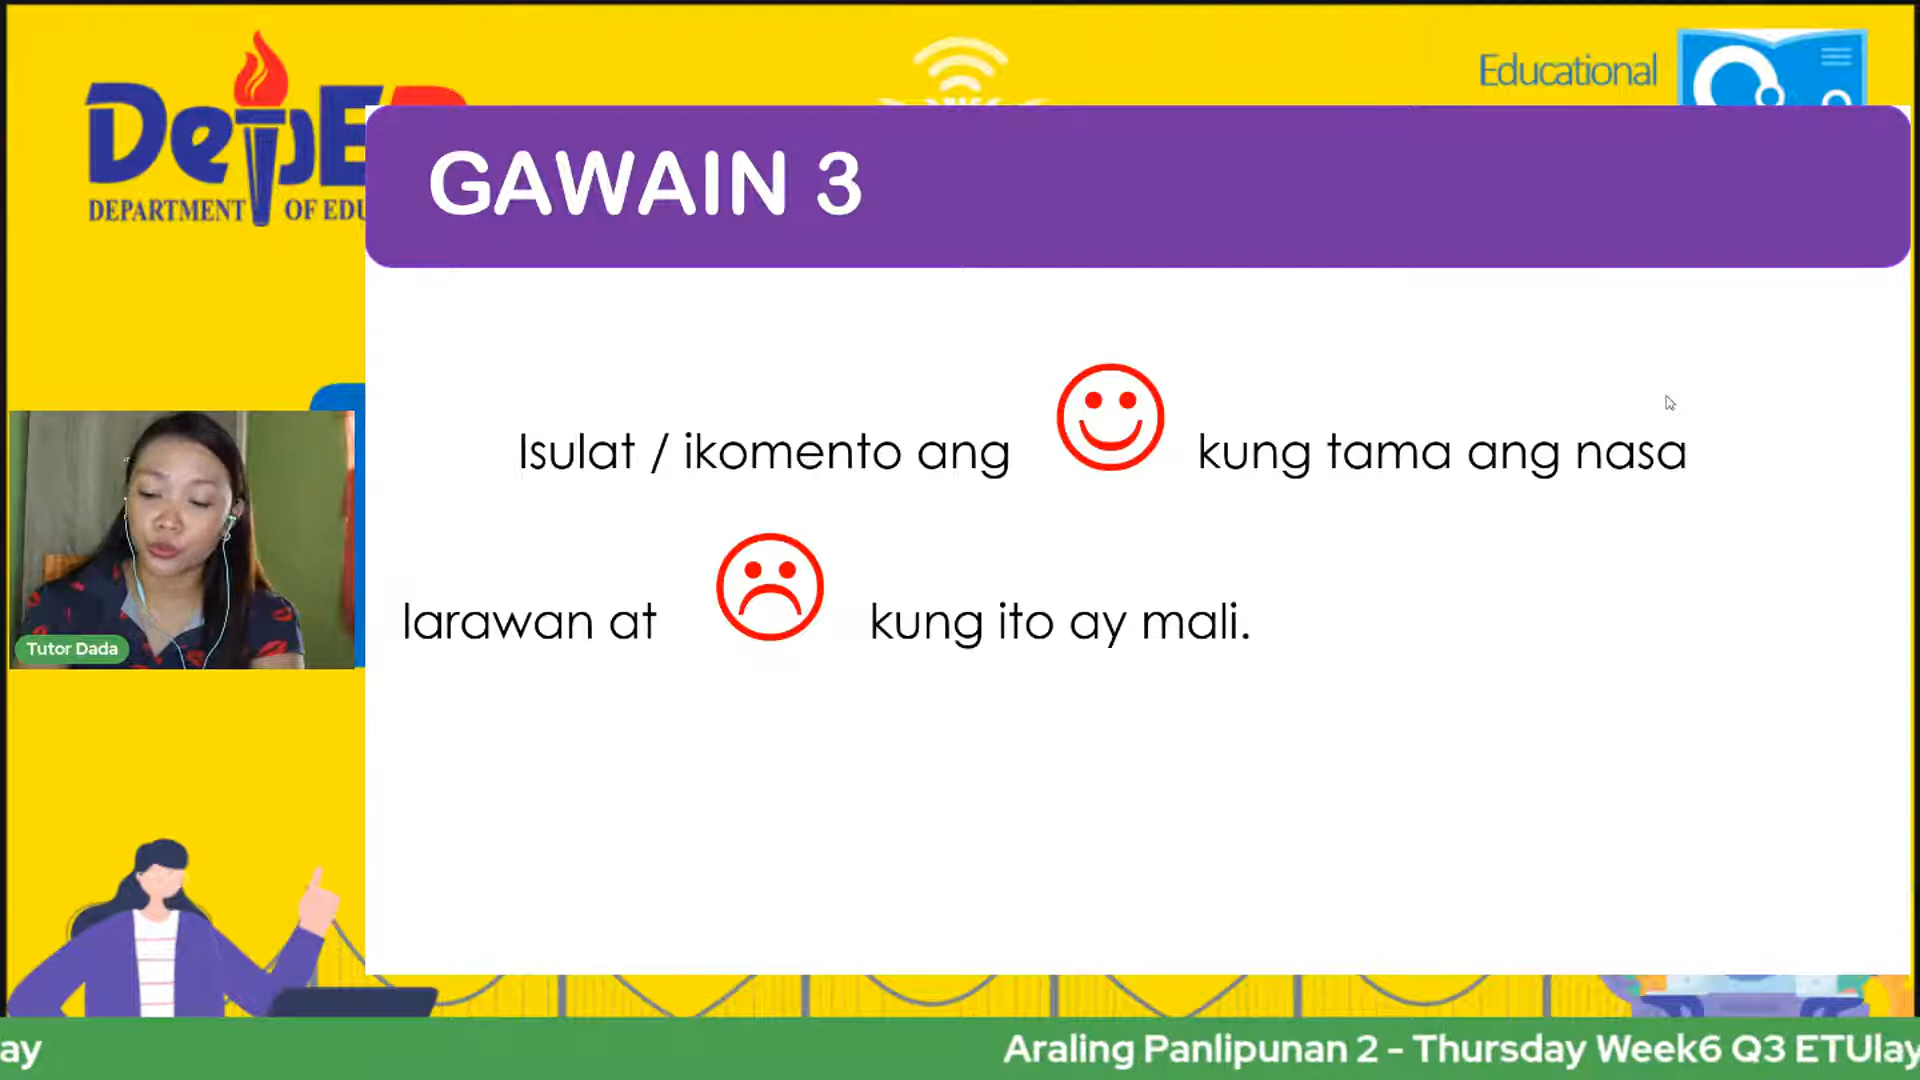 DepE
DEPARTMENT OF EDU
Educational
GAWAIN 3
Isulat / ikomento ang kung tama ang nasa
larawan at kung ito ay mali.
Tutor Dada
ay
Araling Panlipunan 2 - Thursday Week6 Q3 ETUlay